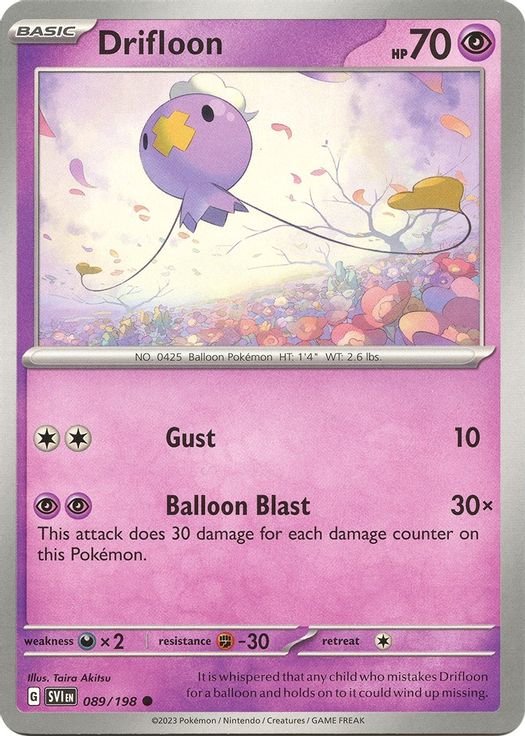 BASIC Drifloon HP 70
NO. 0425 Balloon Pokémon HT: 1'4" WT: 2.6 lbs.
Gust 10
Balloon Blast 30×
This attack does 30 damage for each damage counter on
this Pokémon.
weakness ×2 resistance -30 retreat
Illus. Taira Akitsu
It is whispered that any child who mistakes Drifloon
for a balloon and holds on to it could wind up missing.
G SVI EN 089/198
©2023 Pokémon / Nintendo / Creatures / GAME FREAK